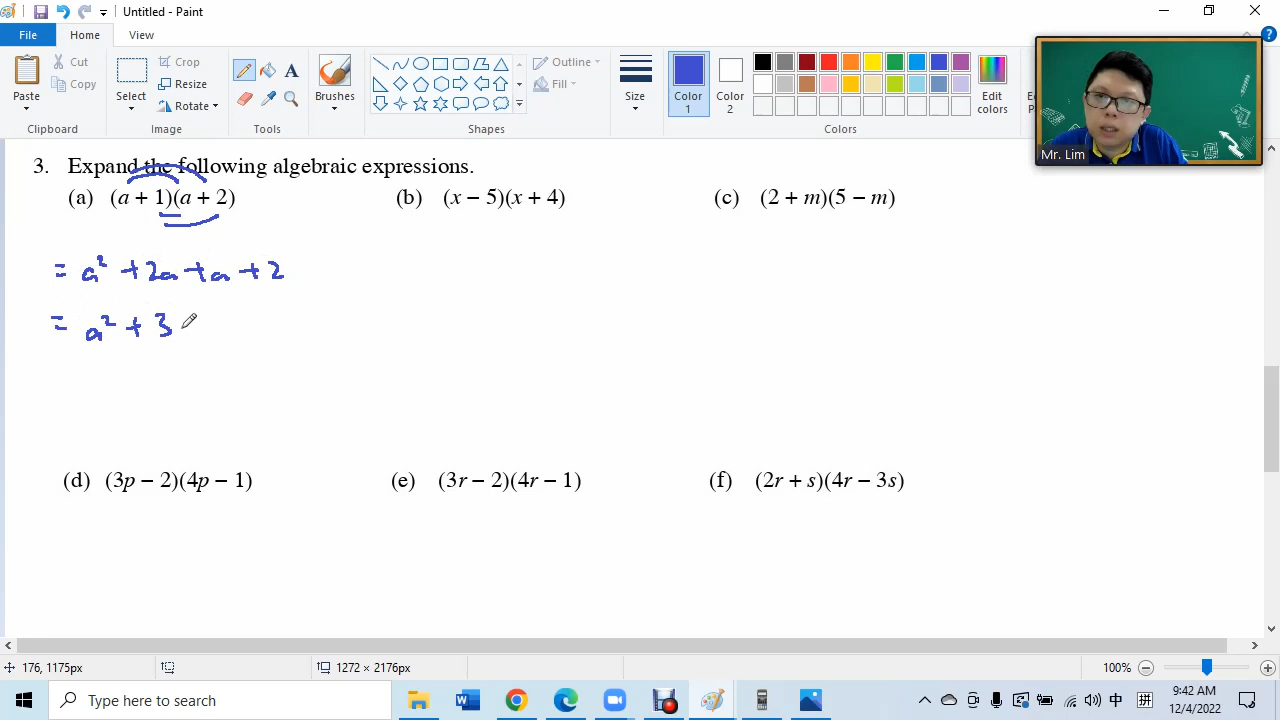 Untitled - Paint
File Home View
Paste Cut Copy Select Crop Resize Rotate Brushes Outline Fill Size Color 1 Color 2 Edit colors
Clipboard Image Tools Shapes Colors
Mr. Lim
3. Expand the following algebraic expressions.
(a) (a + 1)(a + 2) (b) (x − 5)(x + 4) (c) (2 + m)(5 − m)
= a² + 2a + a + 2
= a² + 3
(d) (3p − 2)(4p − 1) (e) (3r − 2)(4r − 1) (f) (2r + s)(4r − 3s)
176, 1175px 1272 × 2176px 100%
Type here to search 中 拼 9:42 AM
12/4/2022